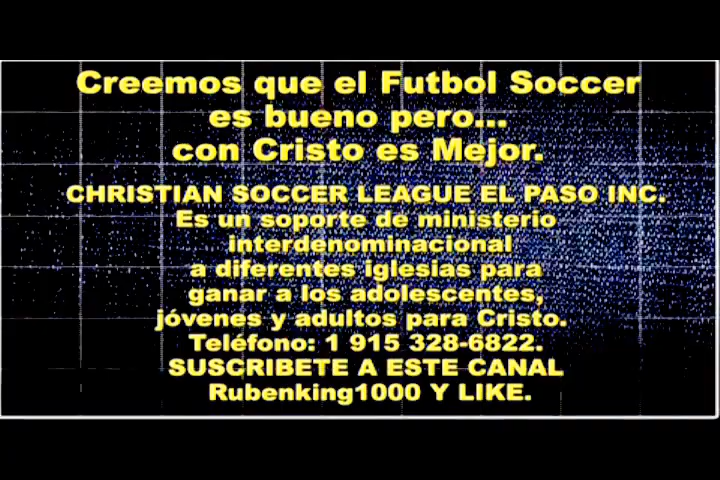 Creemos que el Futbol Soccer
es bueno pero...
con Cristo es Mejor.
CHRISTIAN SOCCER LEAGUE EL PASO INC.
Es un soporte de ministerio
interdenominacional
a diferentes iglesias para
ganar a los adolescentes,
jóvenes y adultos para Cristo.
Teléfono: 1 915 328-6822.
SUSCRIBETE A ESTE CANAL
Rubenking1000 Y LIKE.